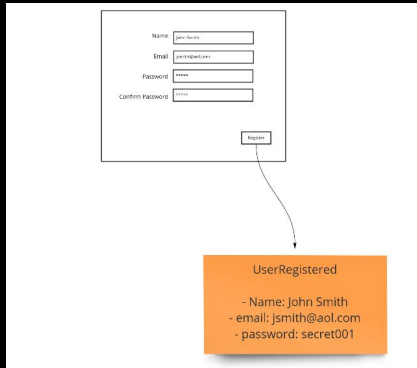 Name John Smith
Email jsmith@aol.com
Password *****
Confirm Password *****
Register
UserRegistered
- Name: John Smith
- email: jsmith@aol.com
- password: secret001